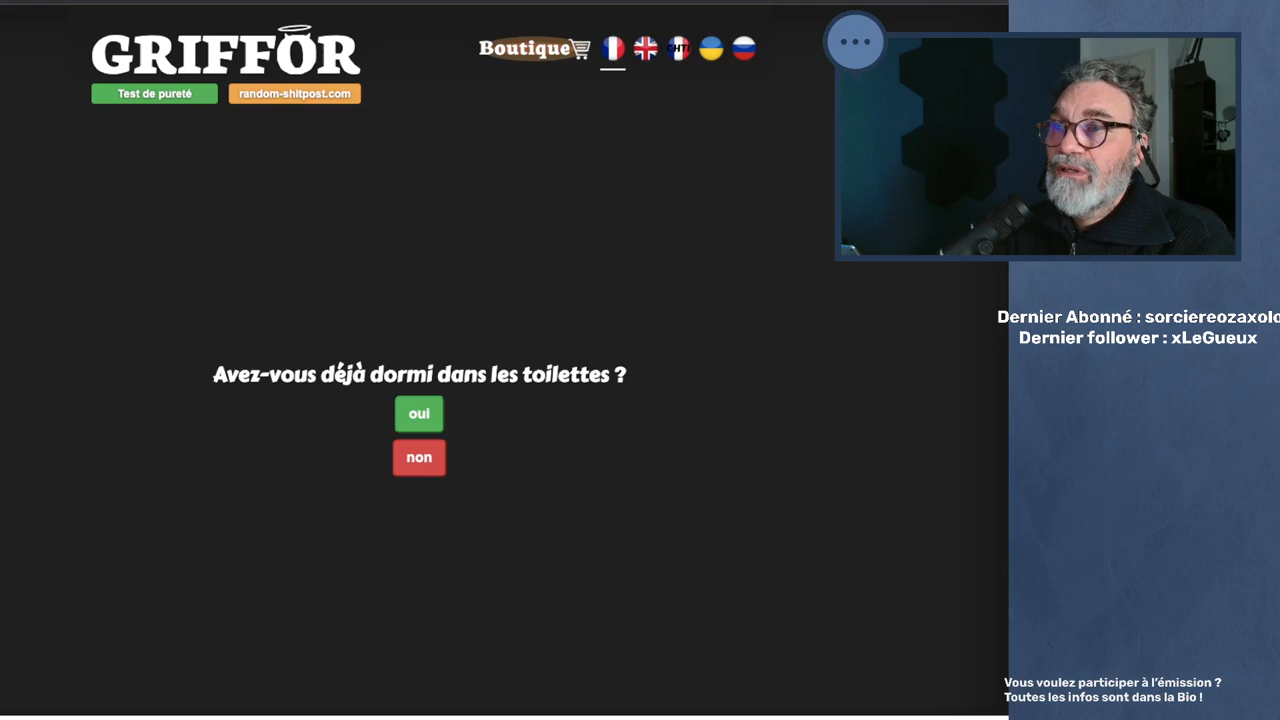 GRIFFOR
Boutique
CHTI
Test de pureté
random-shitpost.com
Avez-vous déjà dormi dans les toilettes ?
oui
non
Dernier Abonné : sorciereozaxolo
Dernier follower : xLeGueux
Vous voulez participer à l'émission ?
Toutes les infos sont dans la Bio !